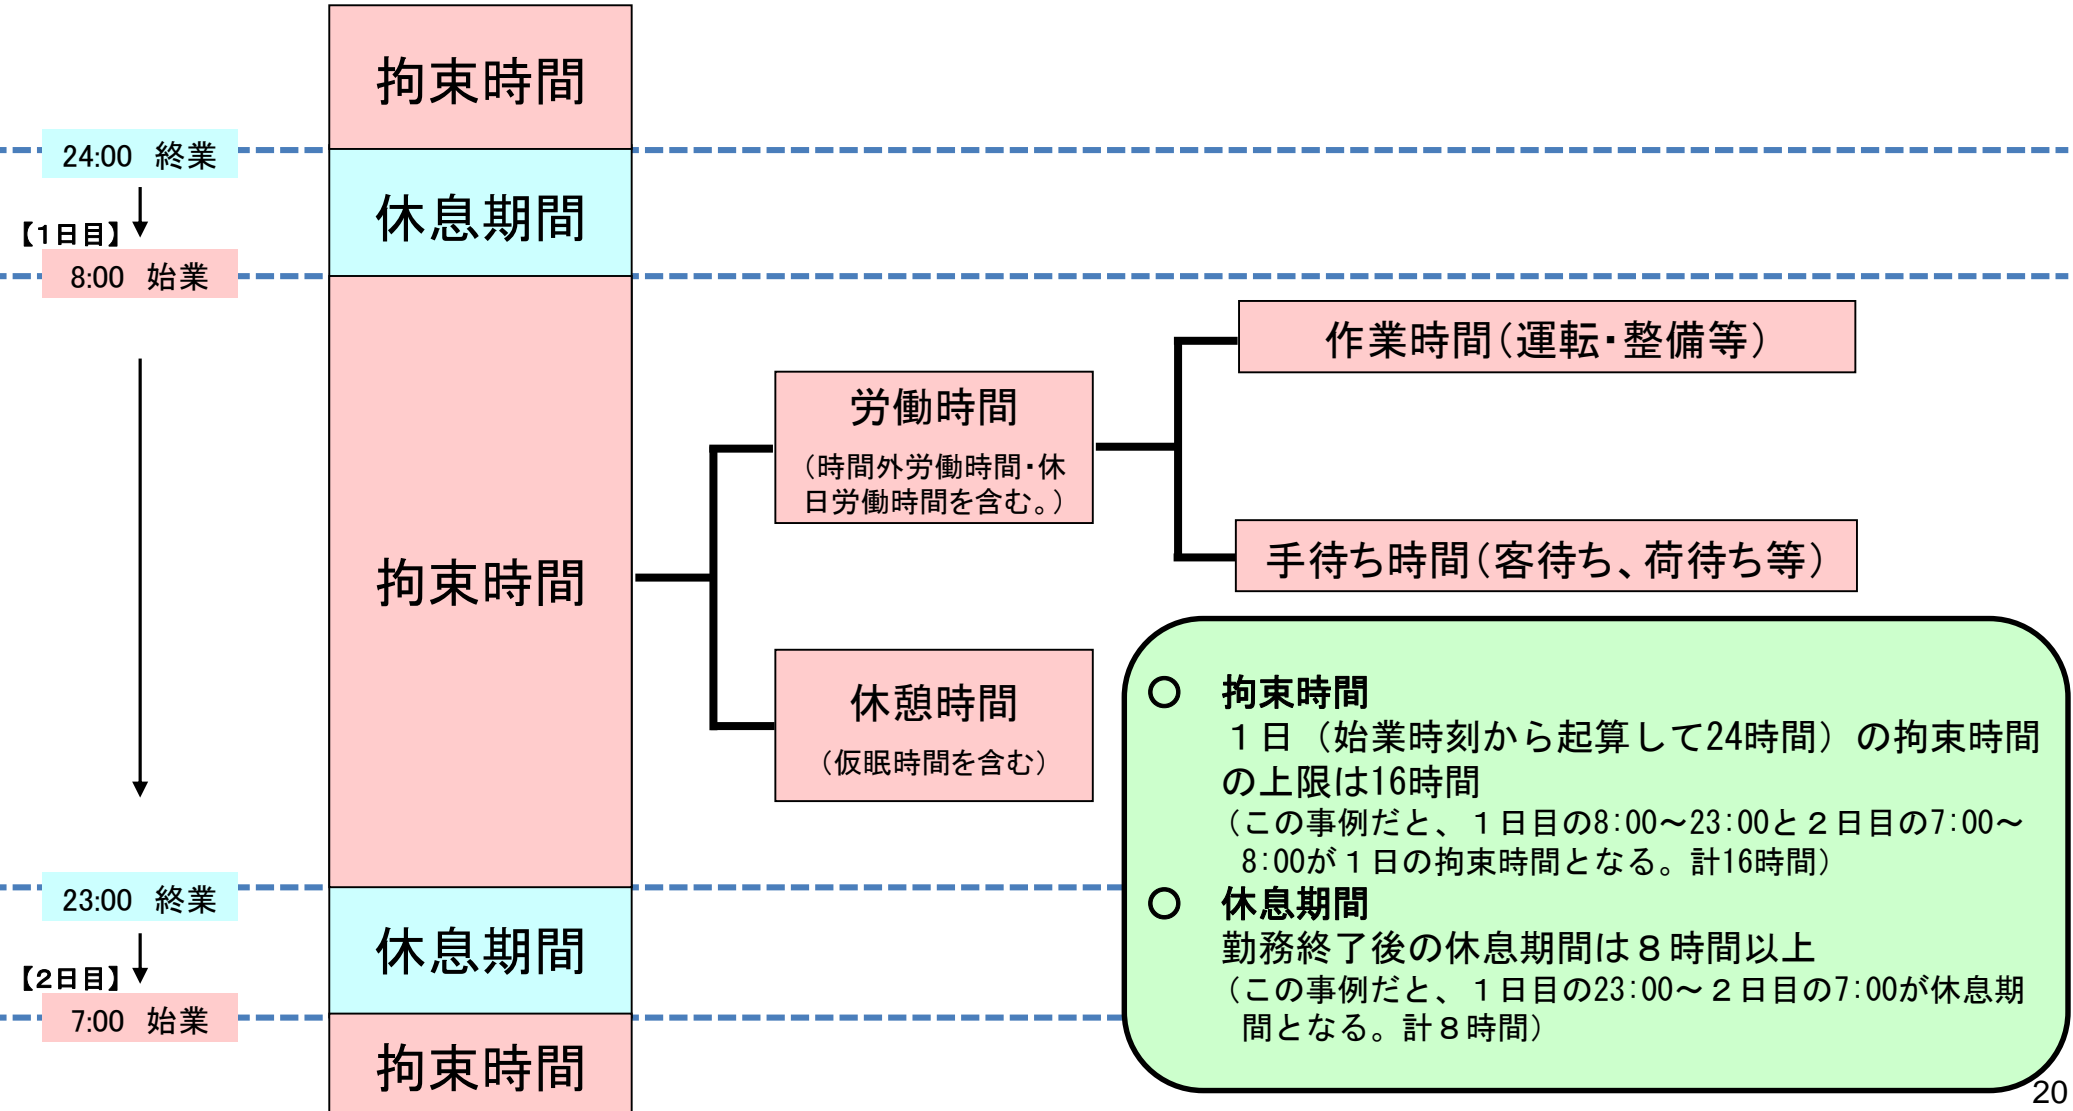 拘束時間
24:00 終業
休息期間
【1日目】
8:00 始業
作業時間(運転・整備等)
労働時間
(時間外労働時間・休
日労働時間を含む。)
手待ち時間(客待ち、荷待ち等)
拘束時間
休憩時間
(仮眠時間を含む)
○ 拘束時間
1日(始業時刻から起算して24時間)の拘束時間
の上限は16時間
(この事例だと、1日目の8:00~23:00と2日目の7:00~
8:00が1日の拘束時間となる。計16時間)
○ 休息期間
勤務終了後の休息期間は8時間以上
(この事例だと、1日目の23:00~2日目の7:00が休息期
間となる。計8時間)
23:00 終業
休息期間
【2日目】
7:00 始業
拘束時間
20